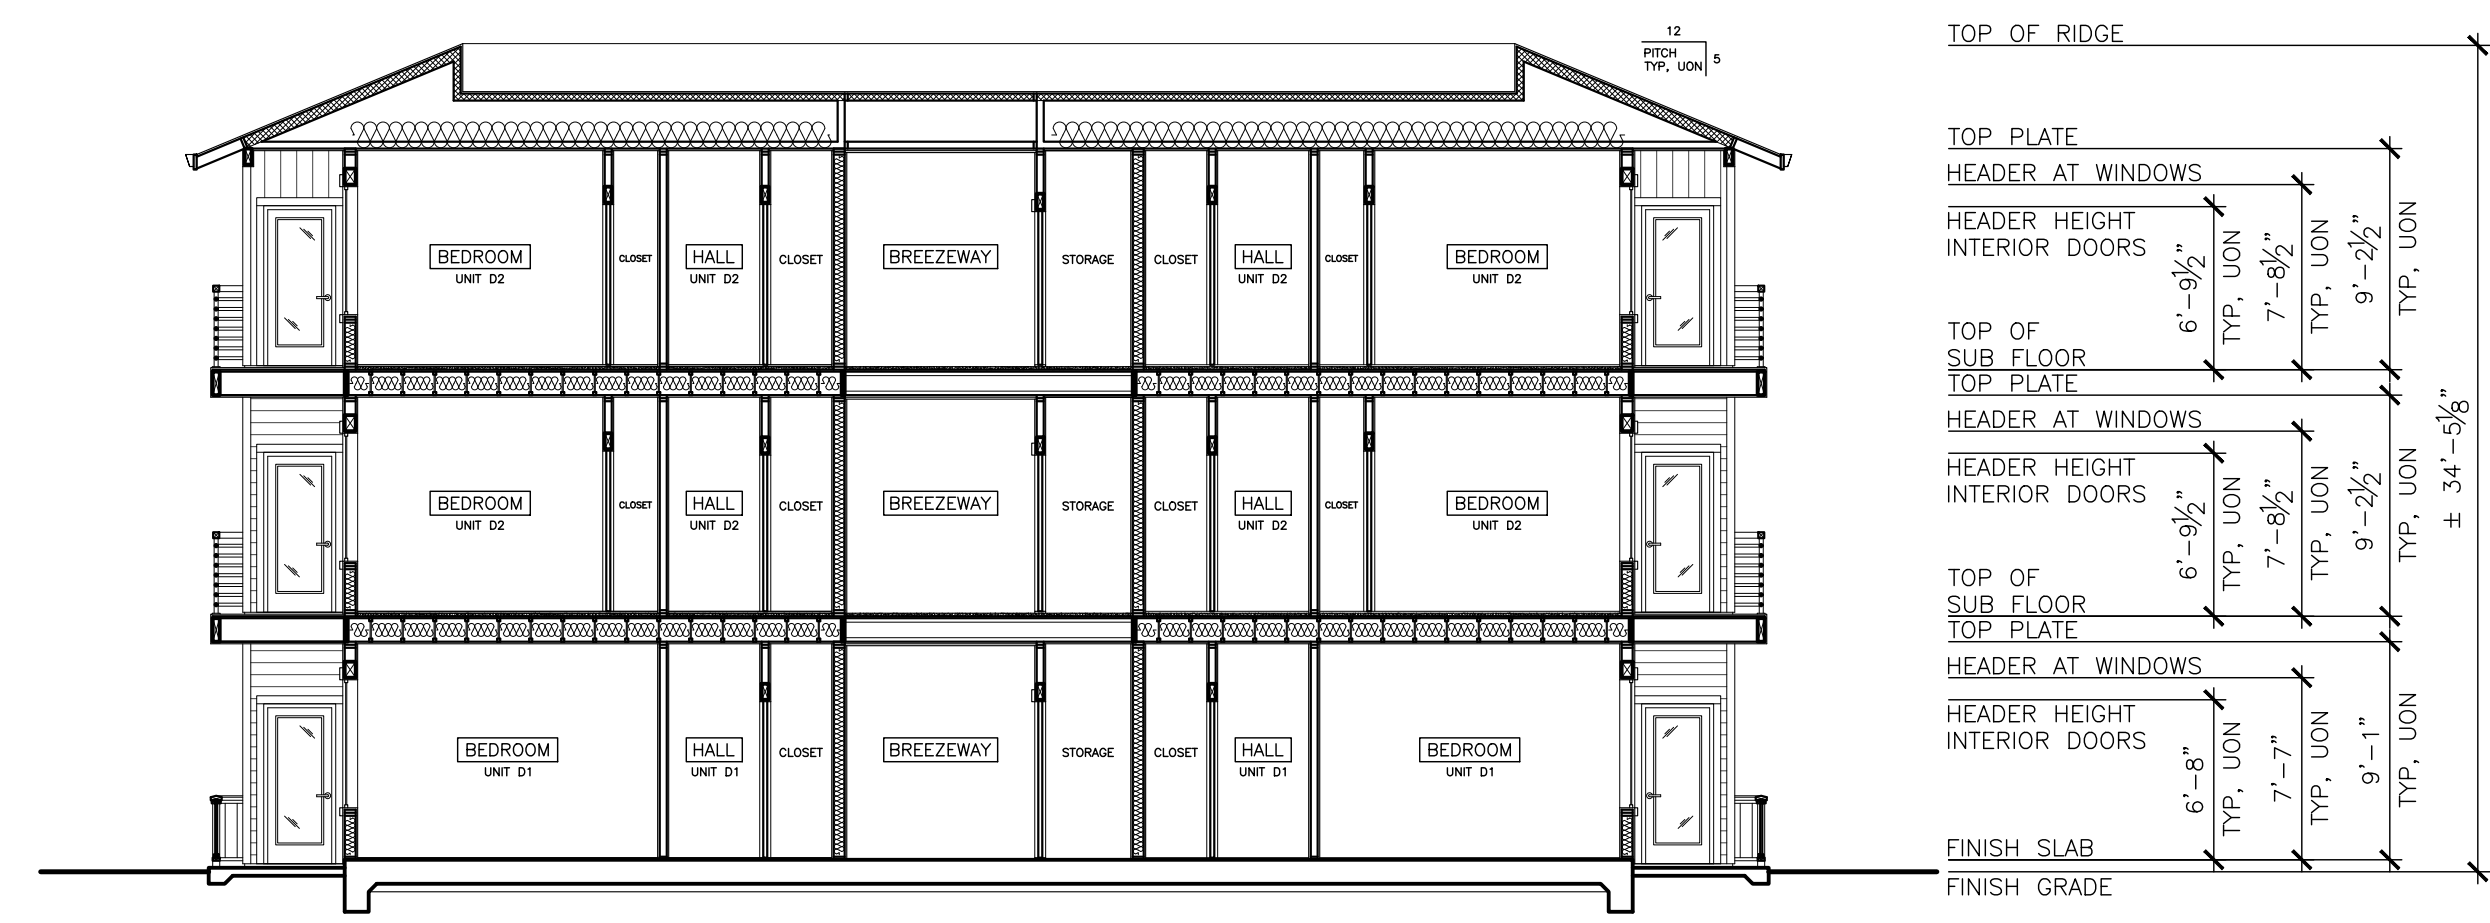 12
PITCH
TYP, UON
5
TOP OF RIDGE
TOP PLATE
HEADER AT WINDOWS
HEADER HEIGHT
INTERIOR DOORS
6'-9½"
TYP, UON
7'-8½"
TYP, UON
9'-2½"
TYP, UON
BEDROOM
UNIT D2
CLOSET
HALL
UNIT D2
CLOSET
BREEZEWAY
STORAGE
CLOSET
HALL
UNIT D2
CLOSET
BEDROOM
UNIT D2
TOP OF
SUB FLOOR
TOP PLATE
HEADER AT WINDOWS
HEADER HEIGHT
INTERIOR DOORS
6'-9½"
TYP, UON
7'-8½"
TYP, UON
9'-2½"
TYP, UON
± 34'-5⅛"
BEDROOM
UNIT D2
CLOSET
HALL
UNIT D2
CLOSET
BREEZEWAY
STORAGE
CLOSET
HALL
UNIT D2
CLOSET
BEDROOM
UNIT D2
TOP OF
SUB FLOOR
TOP PLATE
HEADER AT WINDOWS
HEADER HEIGHT
INTERIOR DOORS
6'-8"
TYP, UON
7'-7"
TYP, UON
9'-1"
TYP, UON
BEDROOM
UNIT D1
HALL
UNIT D1
CLOSET
BREEZEWAY
STORAGE
CLOSET
HALL
UNIT D1
BEDROOM
UNIT D1
FINISH SLAB
FINISH GRADE